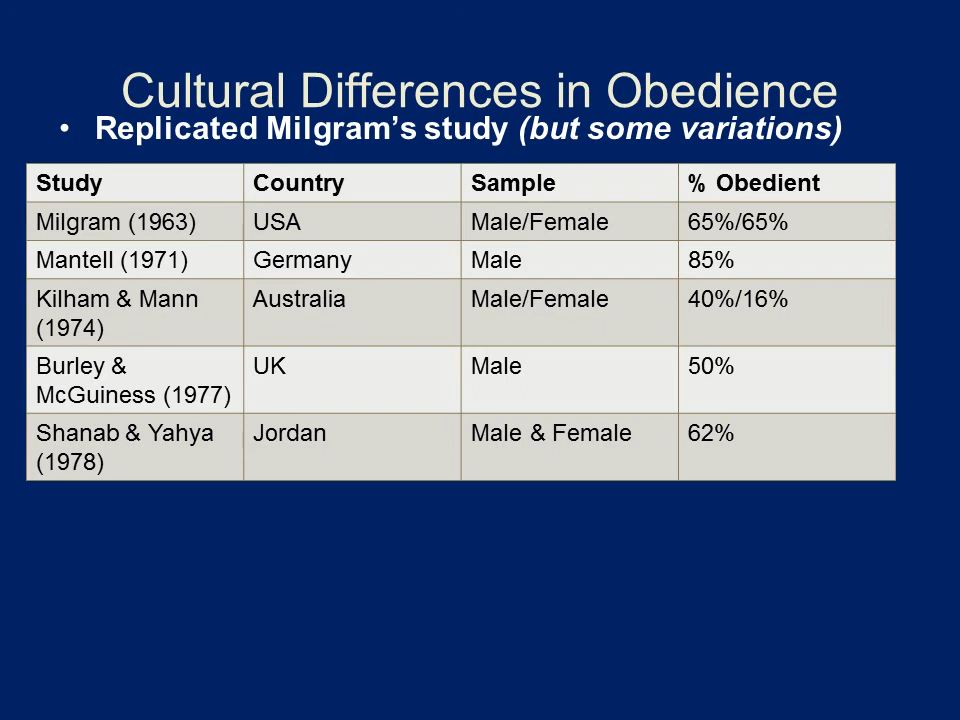 Cultural Differences in Obedience
• Replicated Milgram’s study (but some variations)
Study Country Sample % Obedient
Milgram (1963) USA Male/Female 65%/65%
Mantell (1971) Germany Male 85%
Kilham & Mann Australia Male/Female 40%/16%
(1974)
Burley & UK Male 50%
McGuiness (1977)
Shanab & Yahya Jordan Male & Female 62%
(1978)